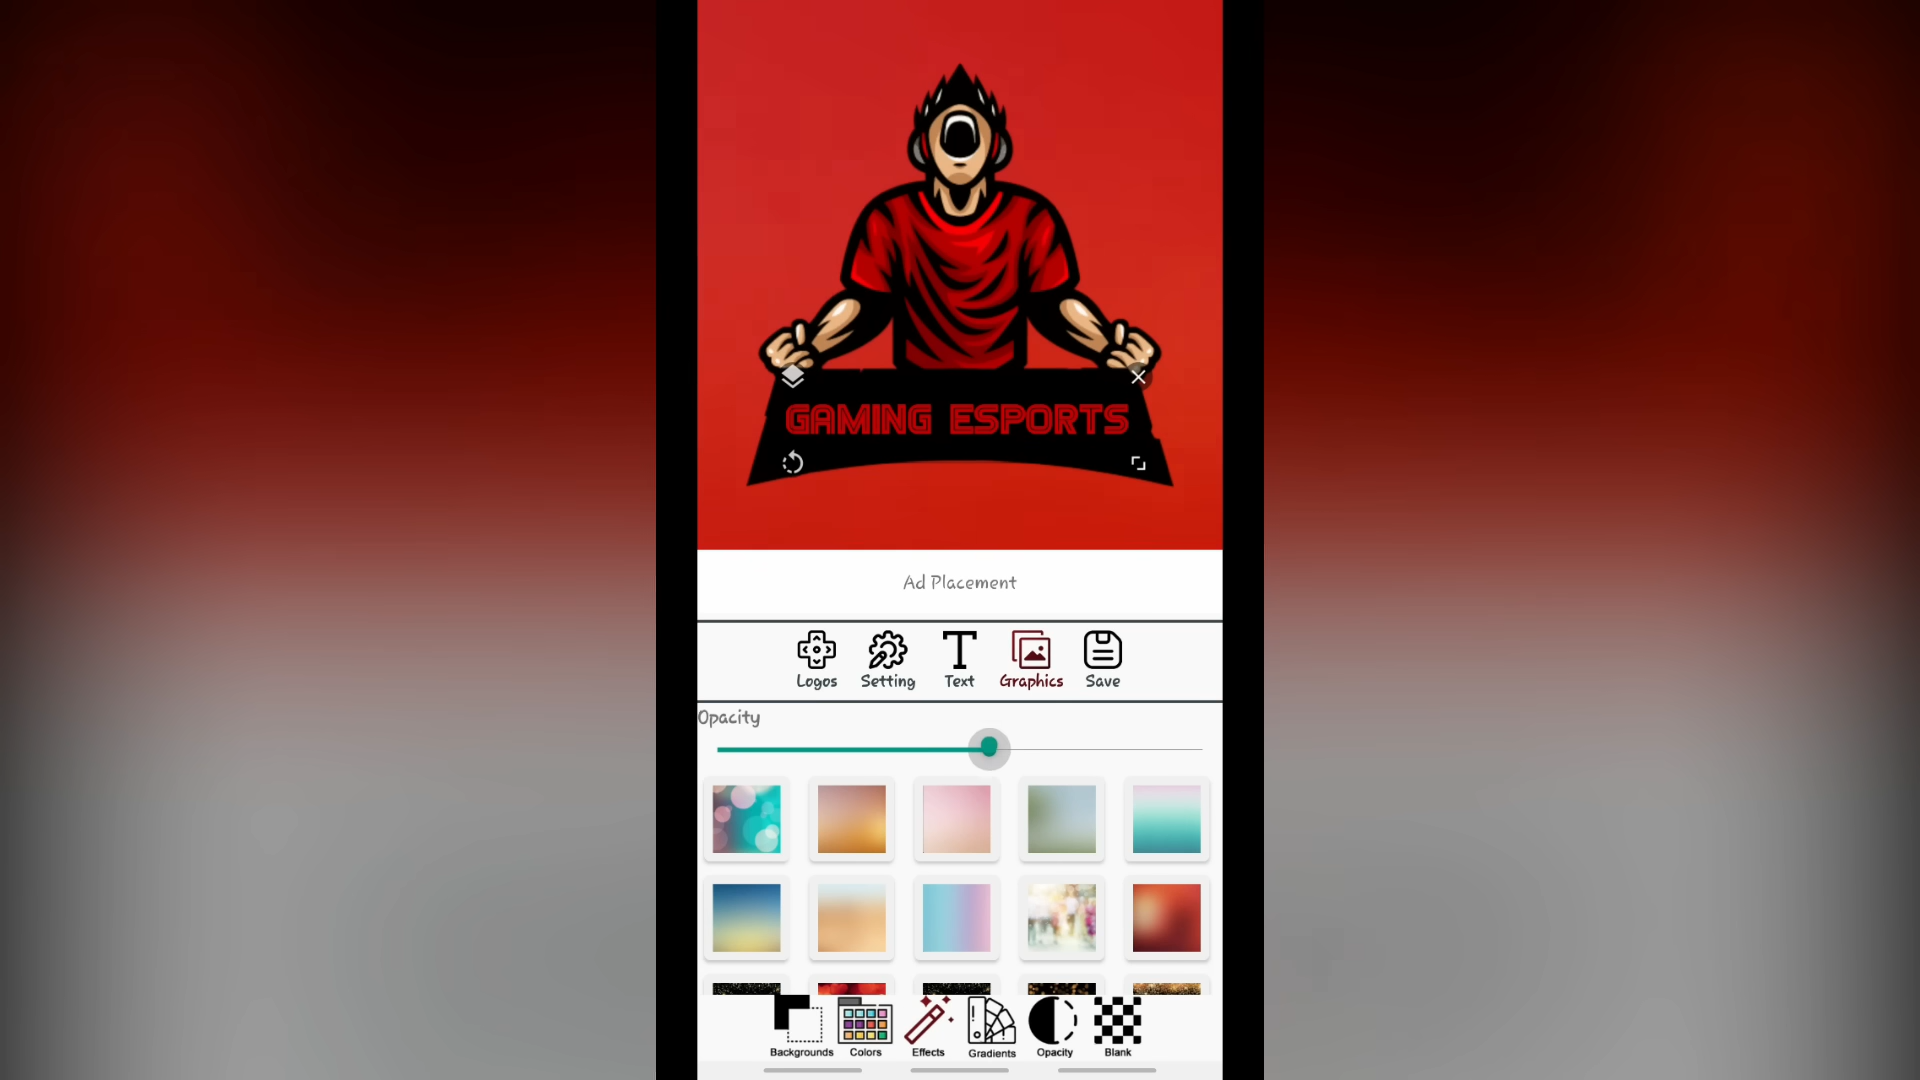 GAMING ESPORTS
Ad Placement
Logos Setting Text Graphics Save
Opacity
Backgrounds Colors Effects Gradients Opacity Blank